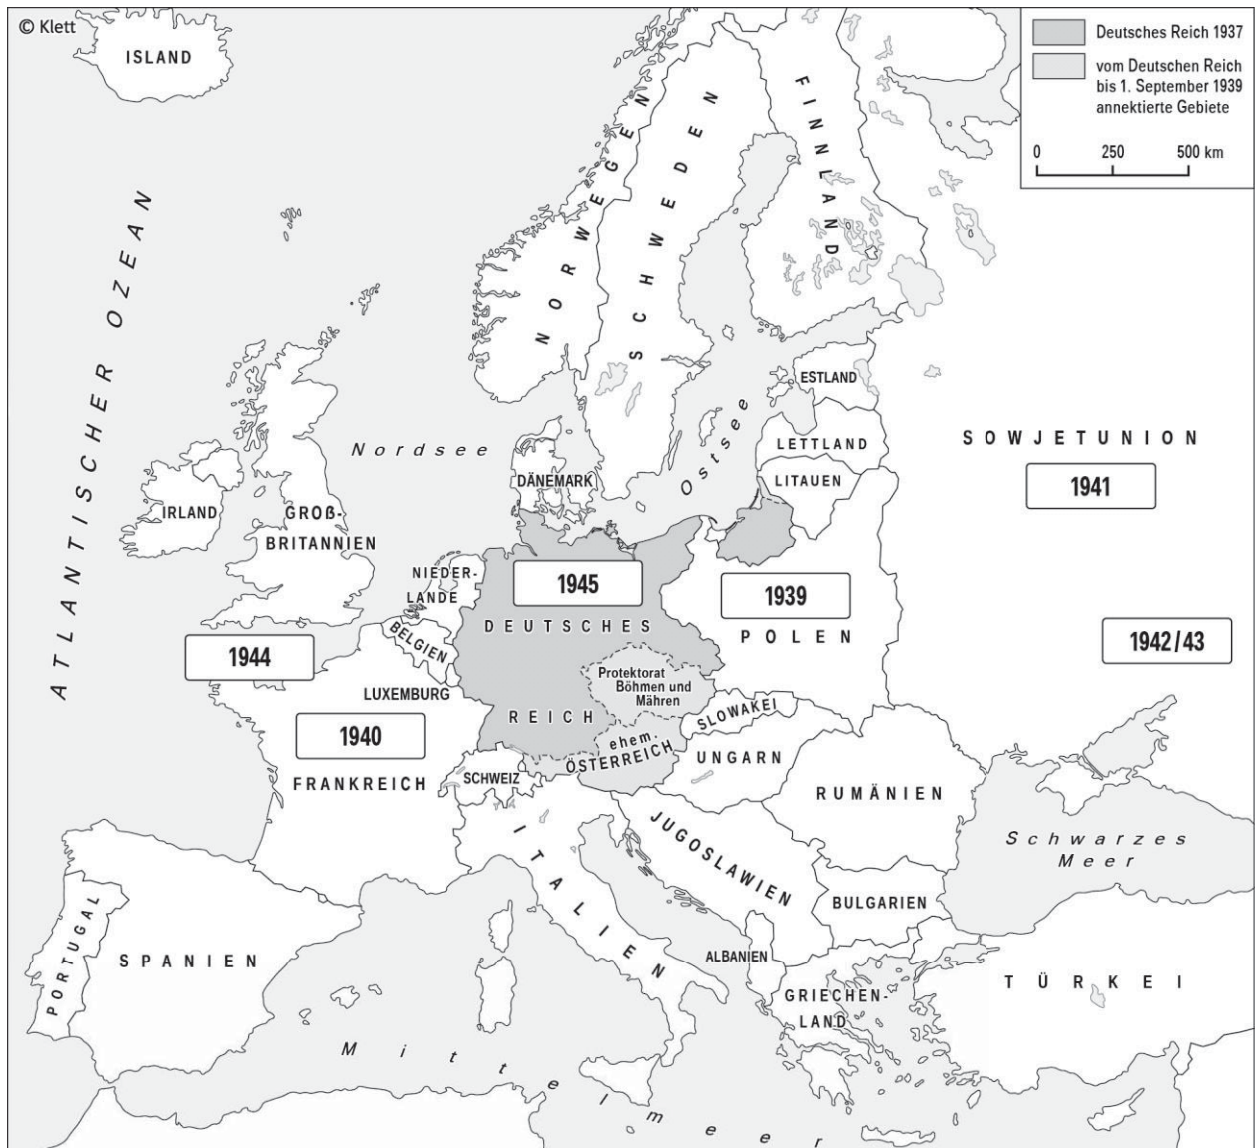 © Klett
Deutsches Reich 1937
vom Deutschen Reich
bis 1. September 1939
annektierte Gebiete
0 250 500 km
ISLAND
ATLANTISCHER OZEAN
NORWEGEN
SCHWEDEN
FINNLAND
ESTLAND
LETTLAND
LITAUEN
SOWJETUNION
1941
Nordsee
Ostsee
DÄNEMARK
IRLAND
GROß-
BRITANNIEN
NIEDER-
LANDE
BELGIEN
LUXEMBURG
1945
DEUTSCHES
REICH
1939
POLEN
1942/43
1944
Protektorat
Böhmen und
Mähren
SLOWAKEI
ehem.
ÖSTERREICH
UNGARN
1940
FRANKREICH
SCHWEIZ
RUMÄNIEN
ITALIEN
JUGOSLAWIEN
Schwarzes
Meer
BULGARIEN
PORTUGAL
SPANIEN
ALBANIEN
GRIECHEN-
LAND
TÜRKEI
Mittelmeer